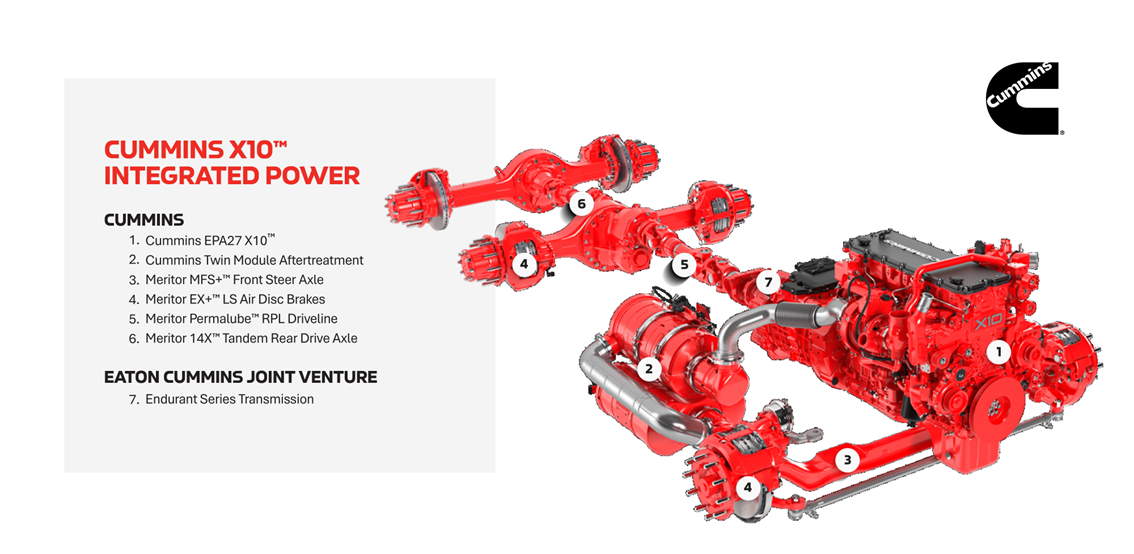 Cummins
®
CUMMINS X10™
INTEGRATED POWER
CUMMINS
1. Cummins EPA27 X10™
2. Cummins Twin Module Aftertreatment
3. Meritor MFS+™ Front Steer Axle
4. Meritor EX+™ LS Air Disc Brakes
5. Meritor Permalube™ RPL Driveline
6. Meritor 14X™ Tandem Rear Drive Axle
EATON CUMMINS JOINT VENTURE
7. Endurant Series Transmission
6
4
5
7
X10
1
2
3
4